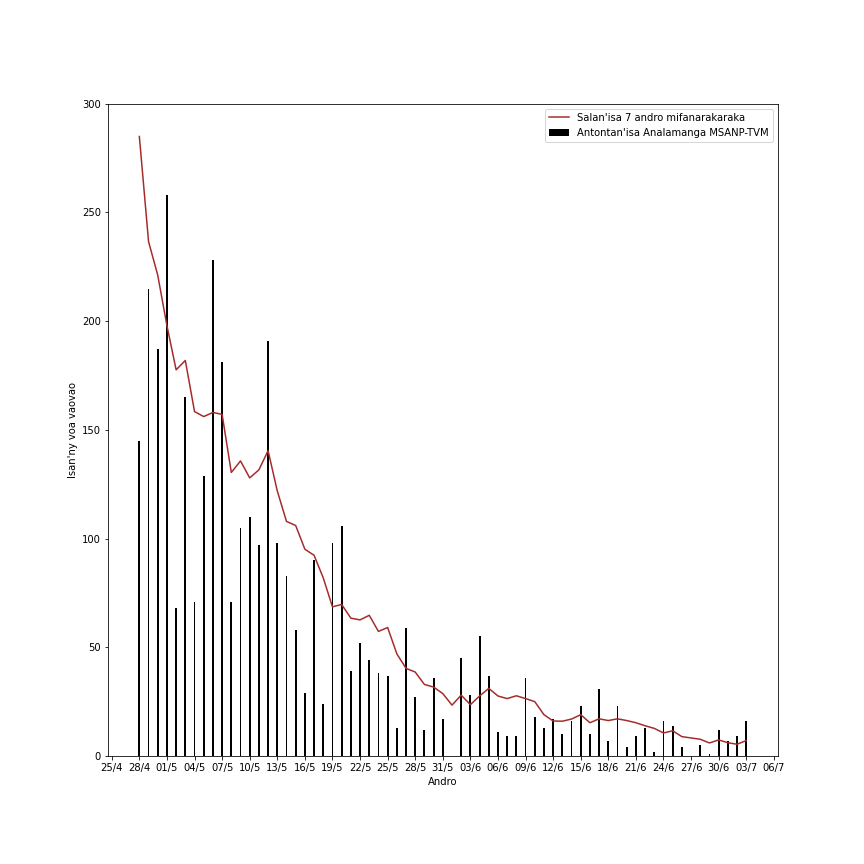 300
250
200
150
100
50
0
Isan'ny voa vaovao
Salan'isa 7 andro mifanarakaraka
Antontan'isa Analamanga MSANP-TVM
25/4 28/4 01/5 04/5 07/5 10/5 13/5 16/5 19/5 22/5 25/5 28/5 31/5 03/6 06/6 09/6 12/6 15/6 18/6 21/6 24/6 27/6 30/6 03/7 06/7
Andro